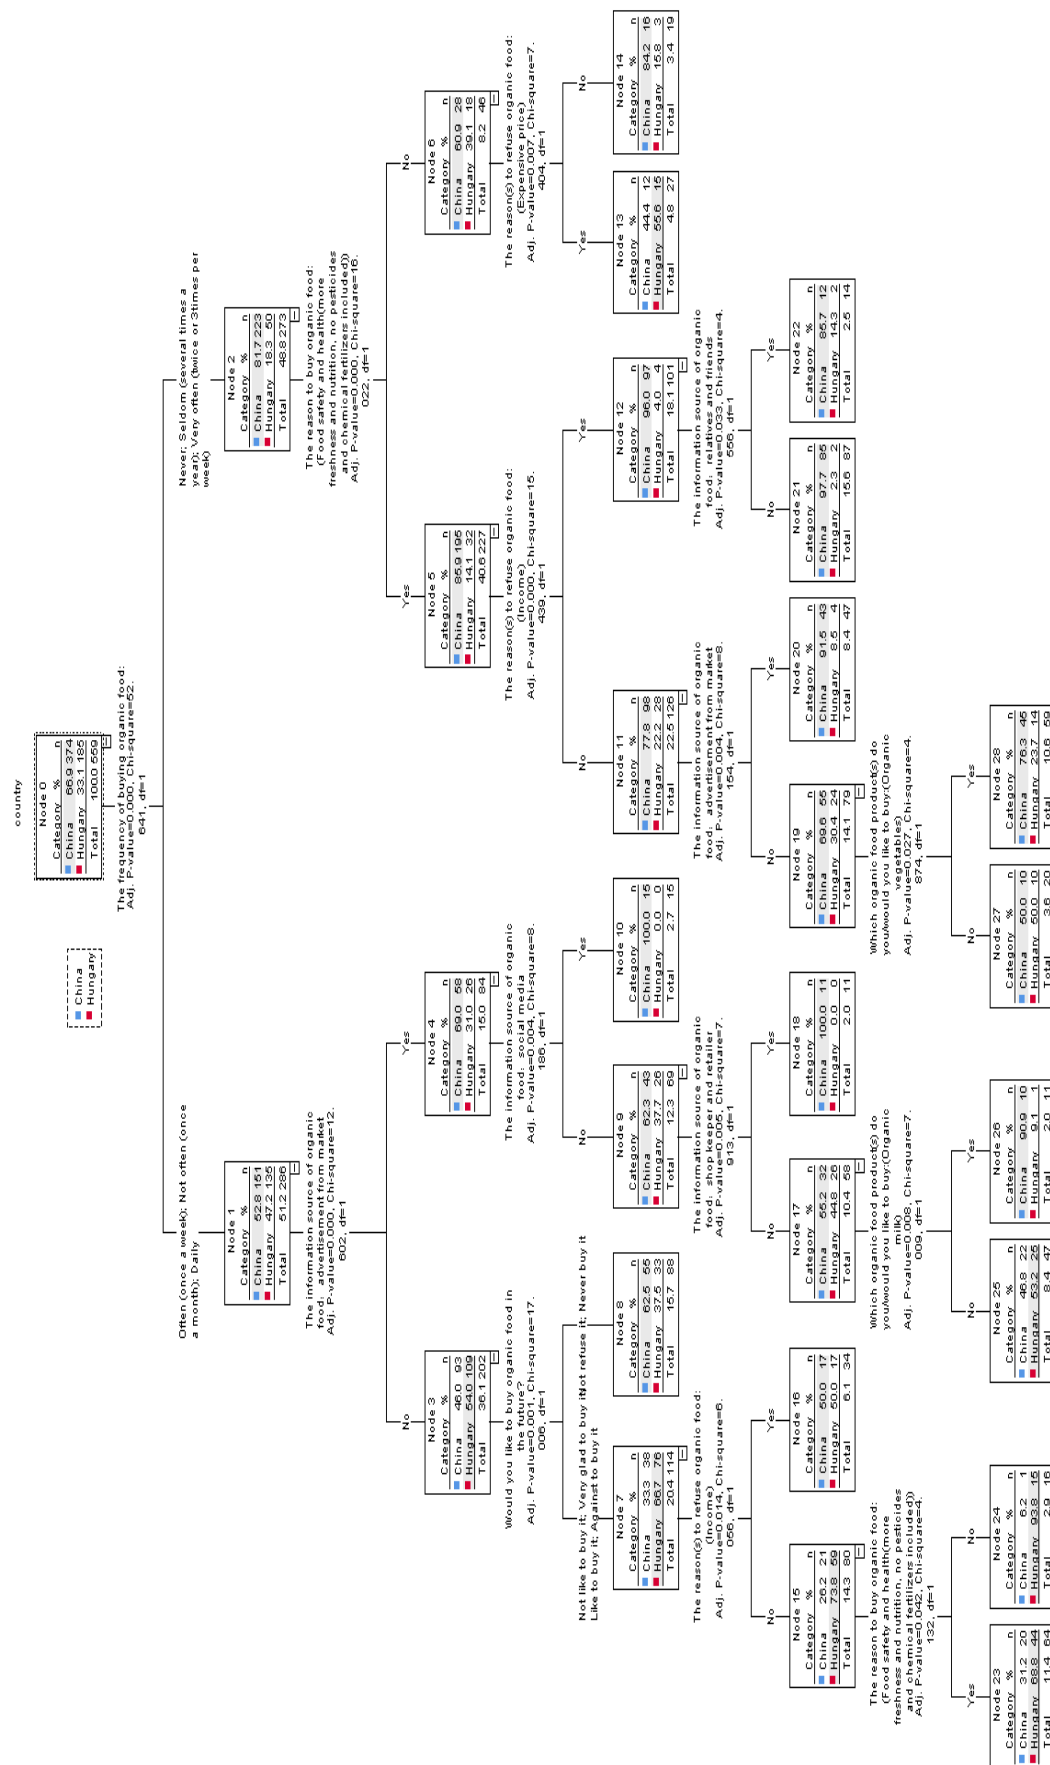 country
China
Hungary
Node 0
Category % n
China 66.9 374
Hungary 33.1 185
Total 100.0 559
The frequency of buying organic food:
Adj. P-value=0.000, Chi-square=52.
641, df=1
Often (once a week); Not often (once
a month); Daily
Never; Seldom (several times a
year); Very often (twice or 3times per
week)
Node 1
Category % n
China 52.8 151
Hungary 47.2 135
Total 51.2 286
The information source of organic
food: advertisement from market
Adj. P-value=0.000, Chi-square=12.
602, df=1
Node 2
Category % n
China 81.7 223
Hungary 18.3 50
Total 48.8 273
The reason to buy organic food:
(Food safety and health(more
freshness and nutrition, no pesticides
and chemical fertilizers included))
Adj. P-value=0.000, Chi-square=16.
022, df=1
No
Yes
Yes
No
Node 3
Category % n
China 46.0 93
Hungary 54.0 109
Total 36.1 202
Would you like to buy organic food in
the future?
Adj. P-value=0.001, Chi-square=17.
006, df=1
Node 4
Category % n
China 69.0 58
Hungary 31.0 26
Total 15.0 84
The information source of organic
food: social media
Adj. P-value=0.004, Chi-square=8.
186, df=1
Node 5
Category % n
China 85.9 195
Hungary 14.1 32
Total 40.6 227
The reason(s) to refuse organic food:
(Income)
Adj. P-value=0.000, Chi-square=15.
439, df=1
Node 6
Category % n
China 60.9 28
Hungary 39.1 18
Total 8.2 46
The reason(s) to refuse organic food:
(Expensive price)
Adj. P-value=0.007, Chi-square=7.
404, df=1
Not like to buy it; Very glad to buy it;
Like to buy it; Against to buy it
Not refuse it; Never buy it
No
Yes
No
Yes
Yes
No
Node 7
Category % n
China 33.3 38
Hungary 66.7 76
Total 20.4 114
The reason(s) to refuse organic food:
(Income)
Adj. P-value=0.014, Chi-square=6.
056, df=1
Node 8
Category % n
China 62.5 55
Hungary 37.5 33
Total 15.7 88
Node 9
Category % n
China 62.3 43
Hungary 37.7 26
Total 12.3 69
The information source of organic
food: shop keeper and retailer
Adj. P-value=0.005, Chi-square=7.
913, df=1
Node 10
Category % n
China 100.0 15
Hungary 0.0 0
Total 2.7 15
Node 11
Category % n
China 77.8 98
Hungary 22.2 28
Total 22.5 126
The information source of organic
food: advertisement from market
Adj. P-value=0.004, Chi-square=8.
154, df=1
Node 12
Category % n
China 96.0 97
Hungary 4.0 4
Total 18.1 101
The information source of organic
food: relatives and friends
Adj. P-value=0.033, Chi-square=4.
556, df=1
Node 13
Category % n
China 44.4 12
Hungary 55.6 15
Total 4.8 27
Node 14
Category % n
China 84.2 16
Hungary 15.8 3
Total 3.4 19
No
Yes
No
Yes
No
Yes
No
Yes
Node 15
Category % n
China 26.2 21
Hungary 73.8 59
Total 14.3 80
The reason to buy organic food:
(Food safety and health(more
freshness and nutrition, no pesticides
and chemical fertilizers included))
Adj. P-value=0.042, Chi-square=4.
132, df=1
Node 16
Category % n
China 50.0 17
Hungary 50.0 17
Total 6.1 34
Node 17
Category % n
China 55.2 32
Hungary 44.8 26
Total 10.4 58
Which organic food product(s) do
you/would you like to buy:(Organic
milk)
Adj. P-value=0.008, Chi-square=7.
009, df=1
Node 18
Category % n
China 100.0 11
Hungary 0.0 0
Total 2.0 11
Node 19
Category % n
China 69.6 55
Hungary 30.4 24
Total 14.1 79
Which organic food product(s) do
you/would you like to buy:(Organic
vegetables)
Adj. P-value=0.027, Chi-square=4.
874, df=1
Node 20
Category % n
China 91.5 43
Hungary 8.5 4
Total 8.4 47
Node 21
Category % n
China 97.7 85
Hungary 2.3 2
Total 15.6 87
Node 22
Category % n
China 85.7 12
Hungary 14.3 2
Total 2.5 14
Yes
No
No
Yes
No
Yes
Node 23
Category % n
China 31.2 20
Hungary 68.8 44
Total 11.4 64
Node 24
Category % n
China 6.2 1
Hungary 93.8 15
Total 2.9 16
Node 25
Category % n
China 46.8 22
Hungary 53.2 25
Total 8.4 47
Node 26
Category % n
China 90.9 10
Hungary 9.1 1
Total 2.0 11
Node 27
Category % n
China 50.0 10
Hungary 50.0 10
Total 3.6 20
Node 28
Category % n
China 76.3 45
Hungary 23.7 14
Total 10.6 59